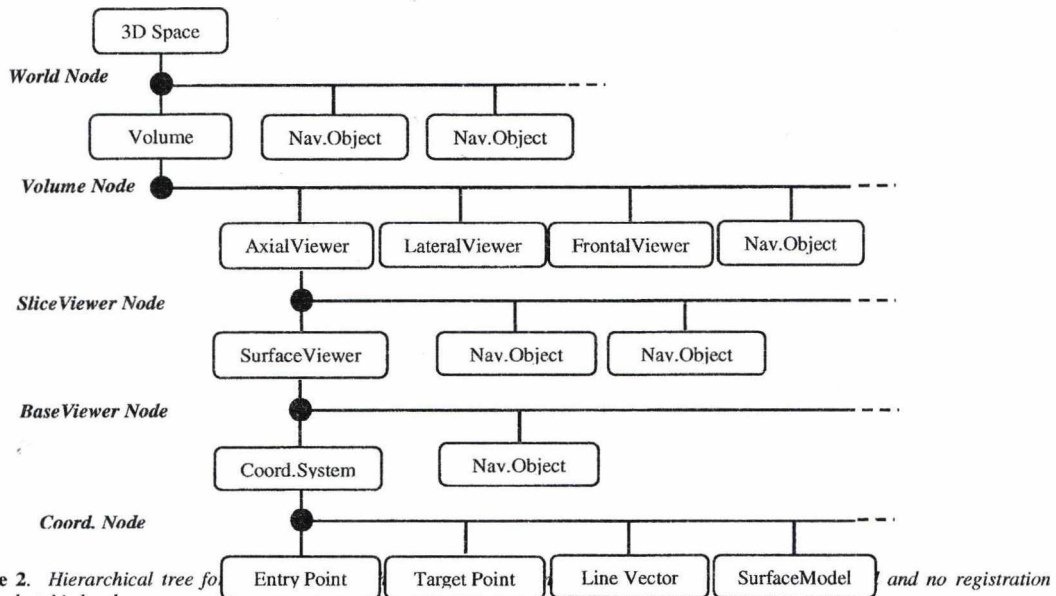 3D Space
World Node
Volume Nav.Object Nav.Object
Volume Node
AxialViewer LateralViewer FrontalViewer Nav.Object
SliceViewer Node
SurfaceViewer Nav.Object Nav.Object
BaseViewer Node
Coord.System Nav.Object
Coord. Node
Entry Point Target Point Line Vector SurfaceModel
e 2. Hierarchical tree fo and no registration